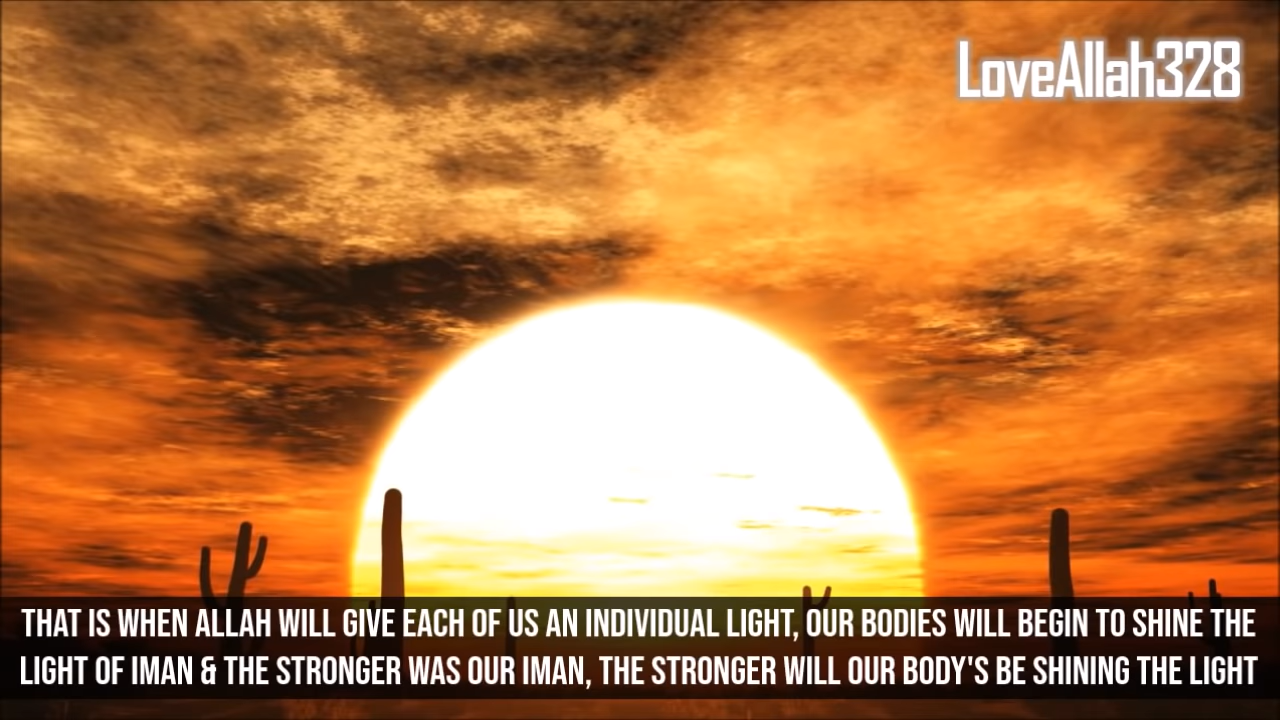 LoveAllah328
THAT IS WHEN ALLAH WILL GIVE EACH OF US AN INDIVIDUAL LIGHT, OUR BODIES WILL BEGIN TO SHINE THE
LIGHT OF IMAN & THE STRONGER WAS OUR IMAN, THE STRONGER WILL OUR BODY'S BE SHINING THE LIGHT